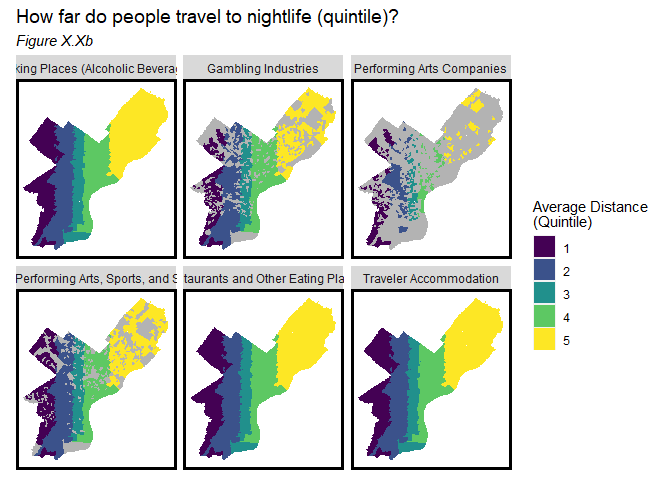 How far do people travel to nightlife (quintile)?
Figure X.Xb
king Places (Alcoholic Beverag
Gambling Industries
Performing Arts Companies
Performing Arts, Sports, and S
taurants and Other Eating Pla
Traveler Accommodation
Average Distance
(Quintile)
1
2
3
4
5